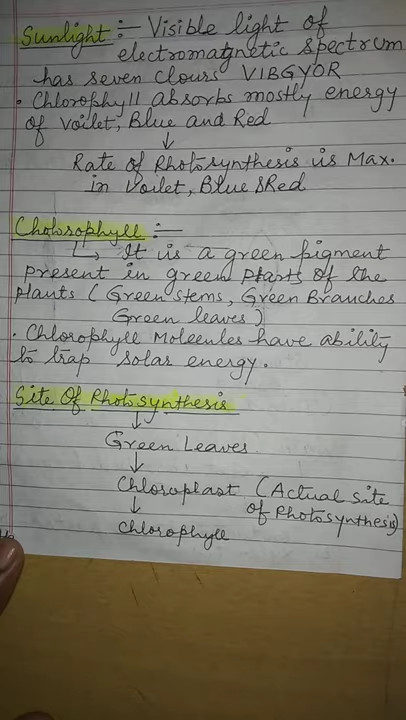 Sunlight :- Visible light of
electromagnetic spectrum
has seven clours VIBGYOR
• Chlorophyll absorbs mostly energy
of Voilet, Blue and Red
↓
Rate of Photosynthesis is Max.
in Voilet, Blue & Red
Cholorophyll :-
↳ It is a green pigment
present in green parts of the
plants (Green stems, Green Branches
Green leaves)
• Chlorophyll Molecules have ability
to trap solar energy.
Site Of Photosynthesis
↓
Green Leaves
↓
Chloroplast (Actual site
of Photosynthesis)
↓
Chlorophyll